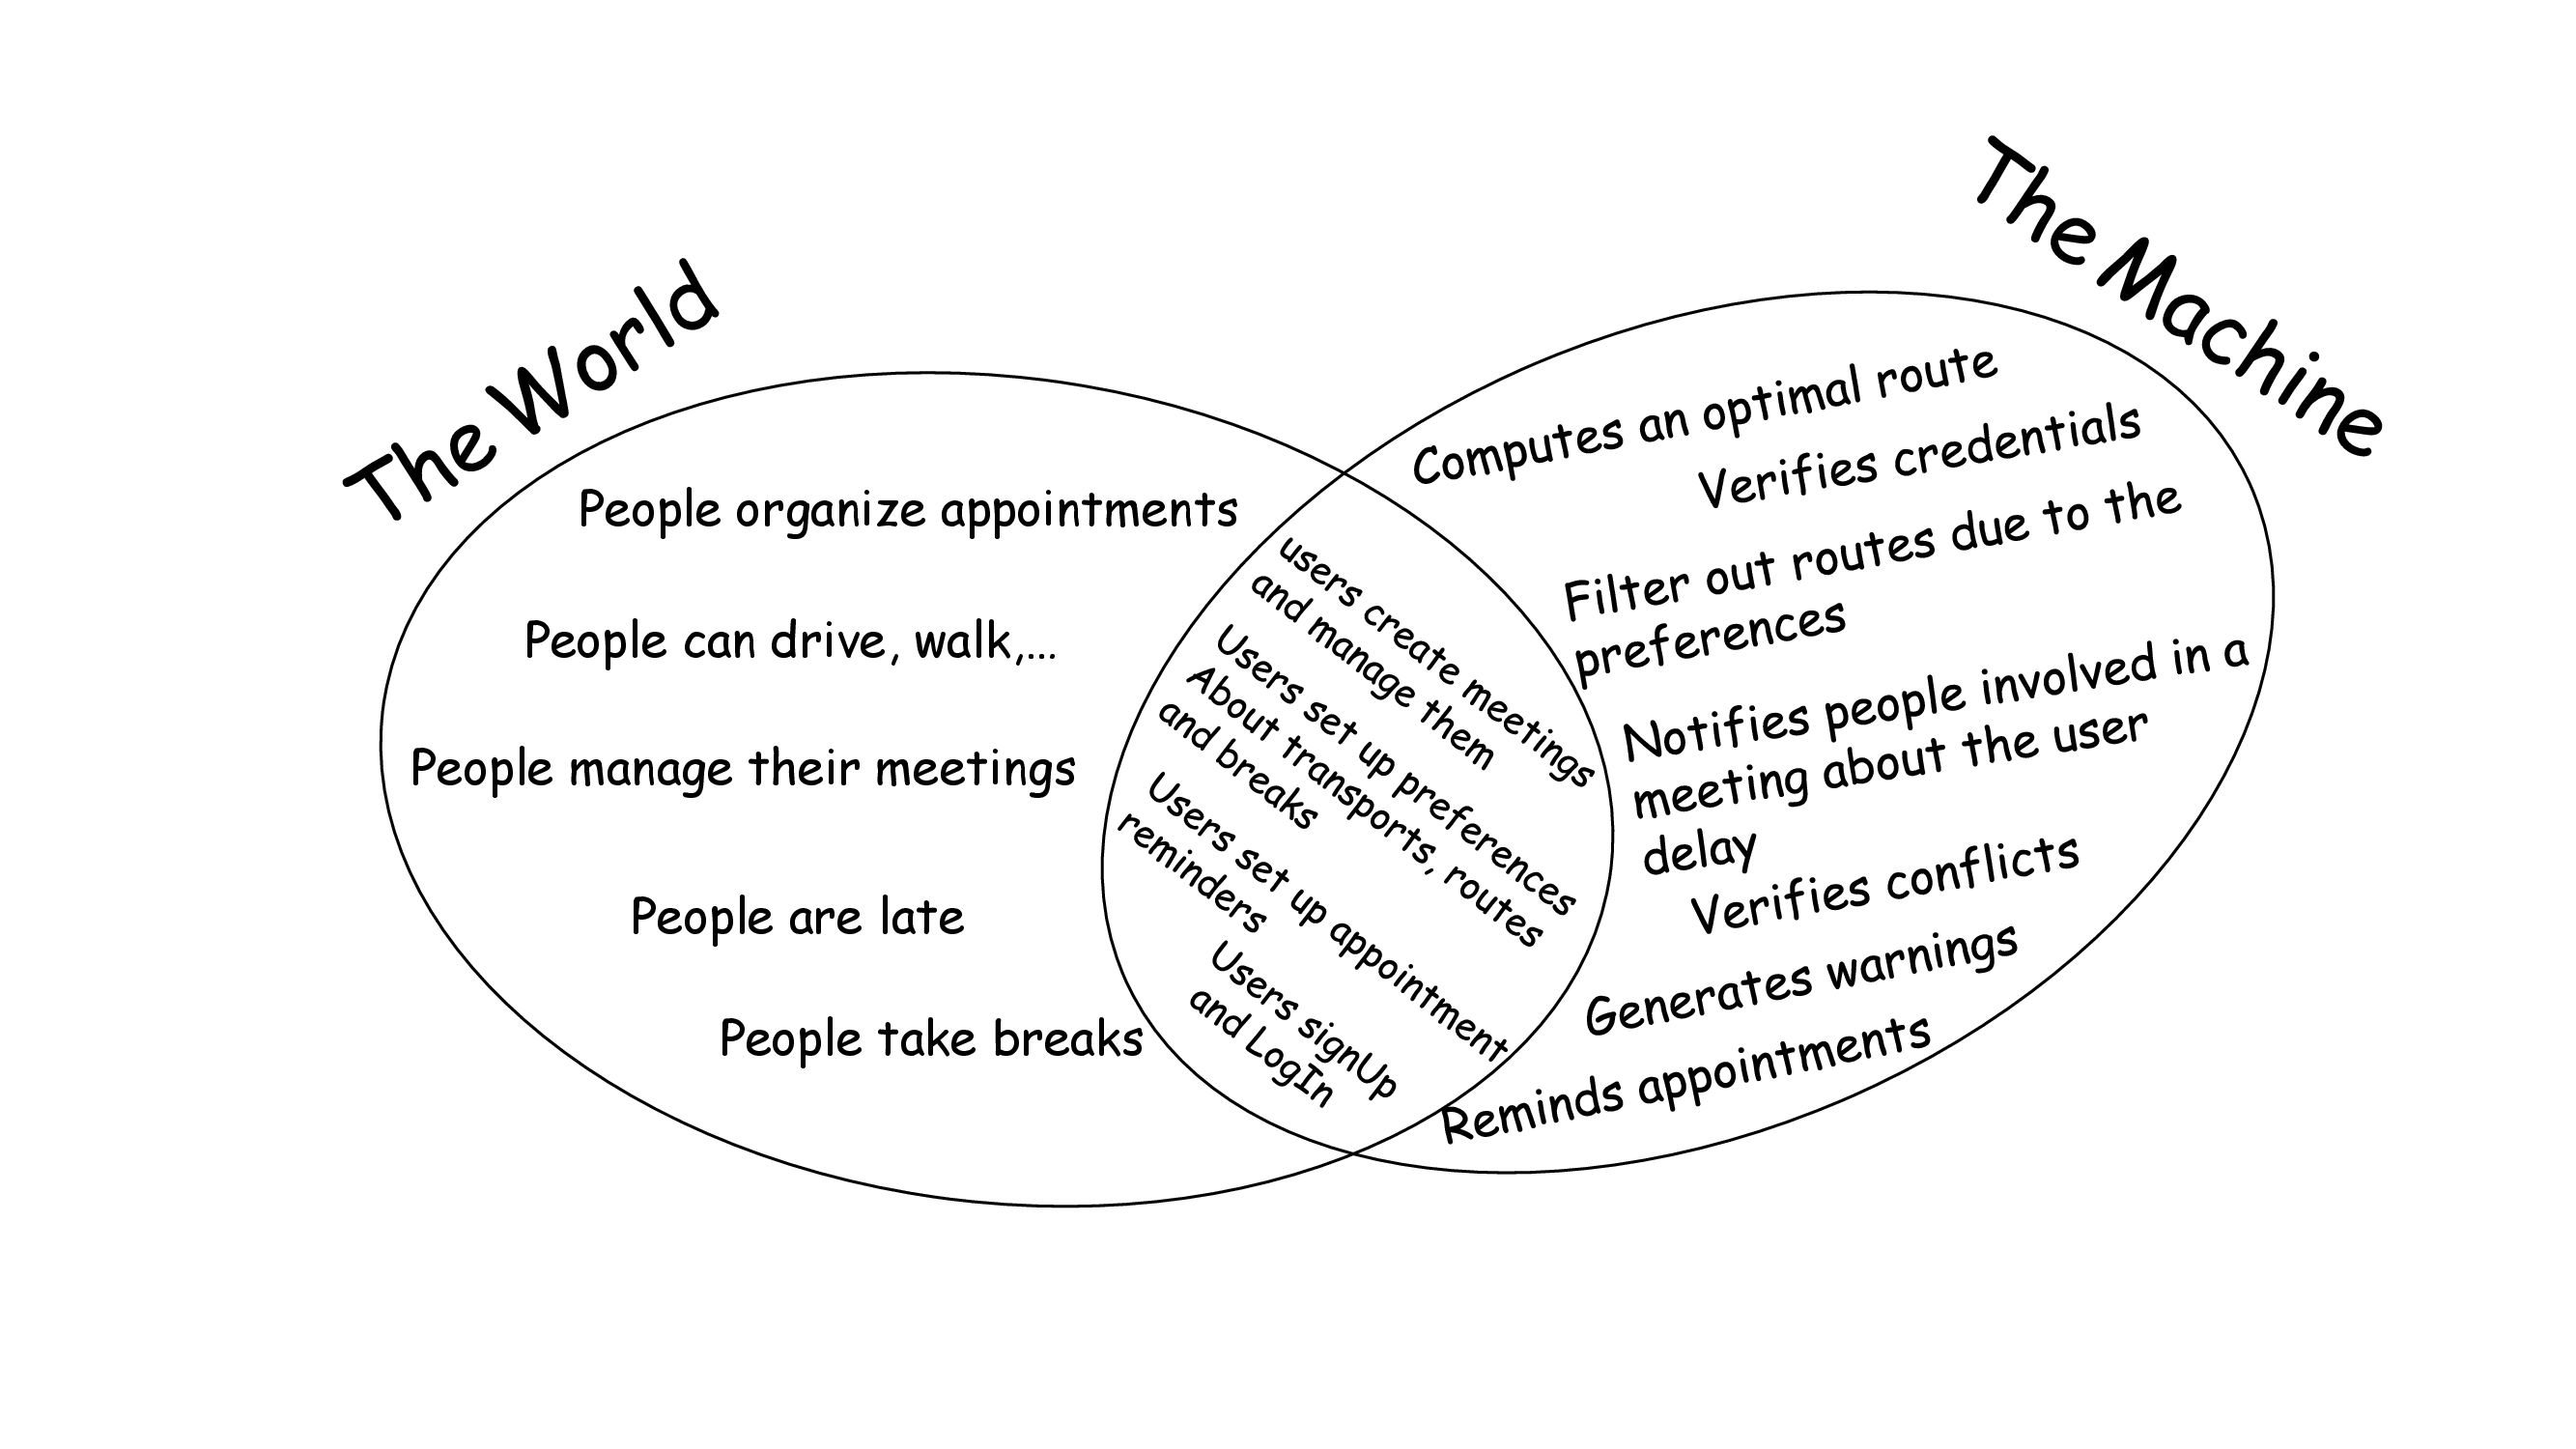 The World
The Machine
People organize appointments
People can drive, walk,...
People manage their meetings
People are late
People take breaks
users create meetings
and manage them
Users set up preferences
About transports, routes
and breaks
Users set up appointment
reminders
Users signUp
and LogIn
Computes an optimal route
Verifies credentials
Filter out routes due to the
preferences
Notifies people involved in a
meeting about the user
delay
Verifies conflicts
Generates warnings
Reminds appointments